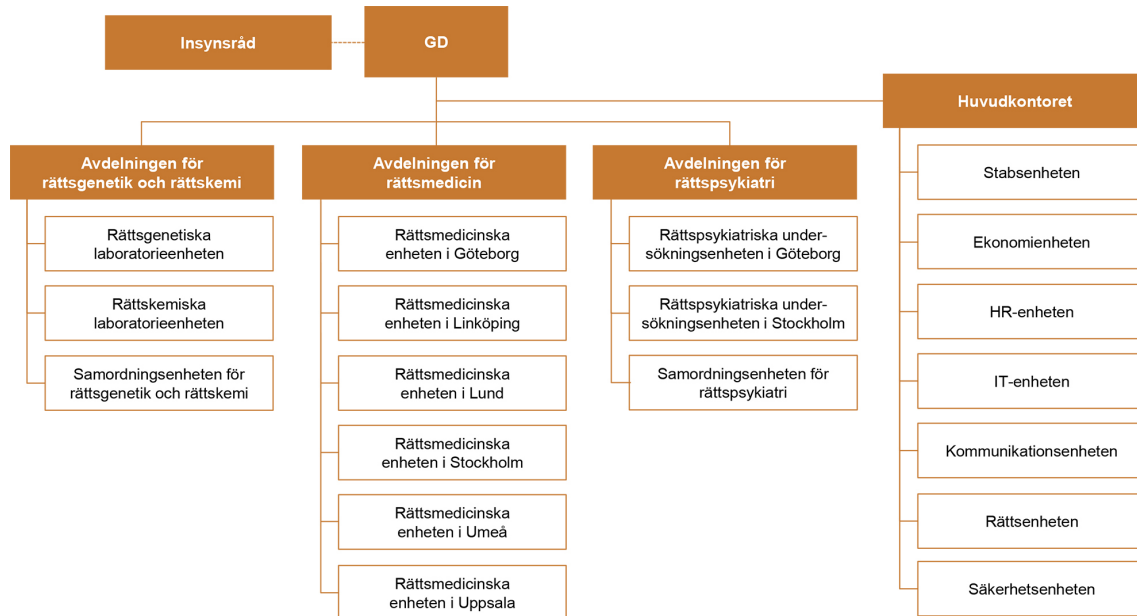 Insynsråd
GD
Huvudkontoret
Avdelningen för
rättsgenetik och rättskemi
Rättsgenetiska
laboratorieenheten
Rättskemiska
laboratorieenheten
Samordningsenheten för
rättsgenetik och rättskemi
Avdelningen för
rättsmedicin
Rättsmedicinska
enheten i Göteborg
Rättsmedicinska
enheten i Linköping
Rättsmedicinska
enheten i Lund
Rättsmedicinska
enheten i Stockholm
Rättsmedicinska
enheten i Umeå
Rättsmedicinska
enheten i Uppsala
Avdelningen för
rättspsykiatri
Rättspsykiatriska under-
sökningsenheten i Göteborg
Rättspsykiatriska under-
sökningsenheten i Stockholm
Samordningsenheten för
rättspsykiatri
Stabsenheten
Ekonomienheten
HR-enheten
IT-enheten
Kommunikationsenheten
Rättsenheten
Säkerhetsenheten